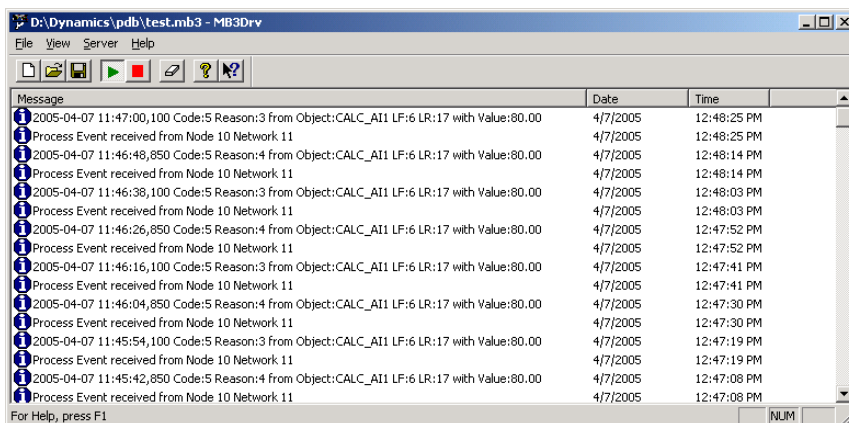 D:\Dynamics\pdb\test.mb3 - MB3Drv
File View Server Help
Message Date Time
2005-04-07 11:47:00,100 Code:5 Reason:3 from Object:CALC_AI1 LF:6 LR:17 with Value:80.00 4/7/2005 12:48:25 PM
Process Event received from Node 10 Network 11 4/7/2005 12:48:25 PM
2005-04-07 11:46:48,850 Code:5 Reason:4 from Object:CALC_AI1 LF:6 LR:17 with Value:80.00 4/7/2005 12:48:14 PM
Process Event received from Node 10 Network 11 4/7/2005 12:48:14 PM
2005-04-07 11:46:38,100 Code:5 Reason:3 from Object:CALC_AI1 LF:6 LR:17 with Value:80.00 4/7/2005 12:48:03 PM
Process Event received from Node 10 Network 11 4/7/2005 12:48:03 PM
2005-04-07 11:46:26,850 Code:5 Reason:4 from Object:CALC_AI1 LF:6 LR:17 with Value:80.00 4/7/2005 12:47:52 PM
Process Event received from Node 10 Network 11 4/7/2005 12:47:52 PM
2005-04-07 11:46:16,100 Code:5 Reason:3 from Object:CALC_AI1 LF:6 LR:17 with Value:80.00 4/7/2005 12:47:41 PM
Process Event received from Node 10 Network 11 4/7/2005 12:47:41 PM
2005-04-07 11:46:04,850 Code:5 Reason:4 from Object:CALC_AI1 LF:6 LR:17 with Value:80.00 4/7/2005 12:47:30 PM
Process Event received from Node 10 Network 11 4/7/2005 12:47:30 PM
2005-04-07 11:45:54,100 Code:5 Reason:3 from Object:CALC_AI1 LF:6 LR:17 with Value:80.00 4/7/2005 12:47:19 PM
Process Event received from Node 10 Network 11 4/7/2005 12:47:19 PM
2005-04-07 11:45:42,850 Code:5 Reason:4 from Object:CALC_AI1 LF:6 LR:17 with Value:80.00 4/7/2005 12:47:08 PM
Process Event received from Node 10 Network 11 4/7/2005 12:47:08 PM
For Help, press F1 NUM